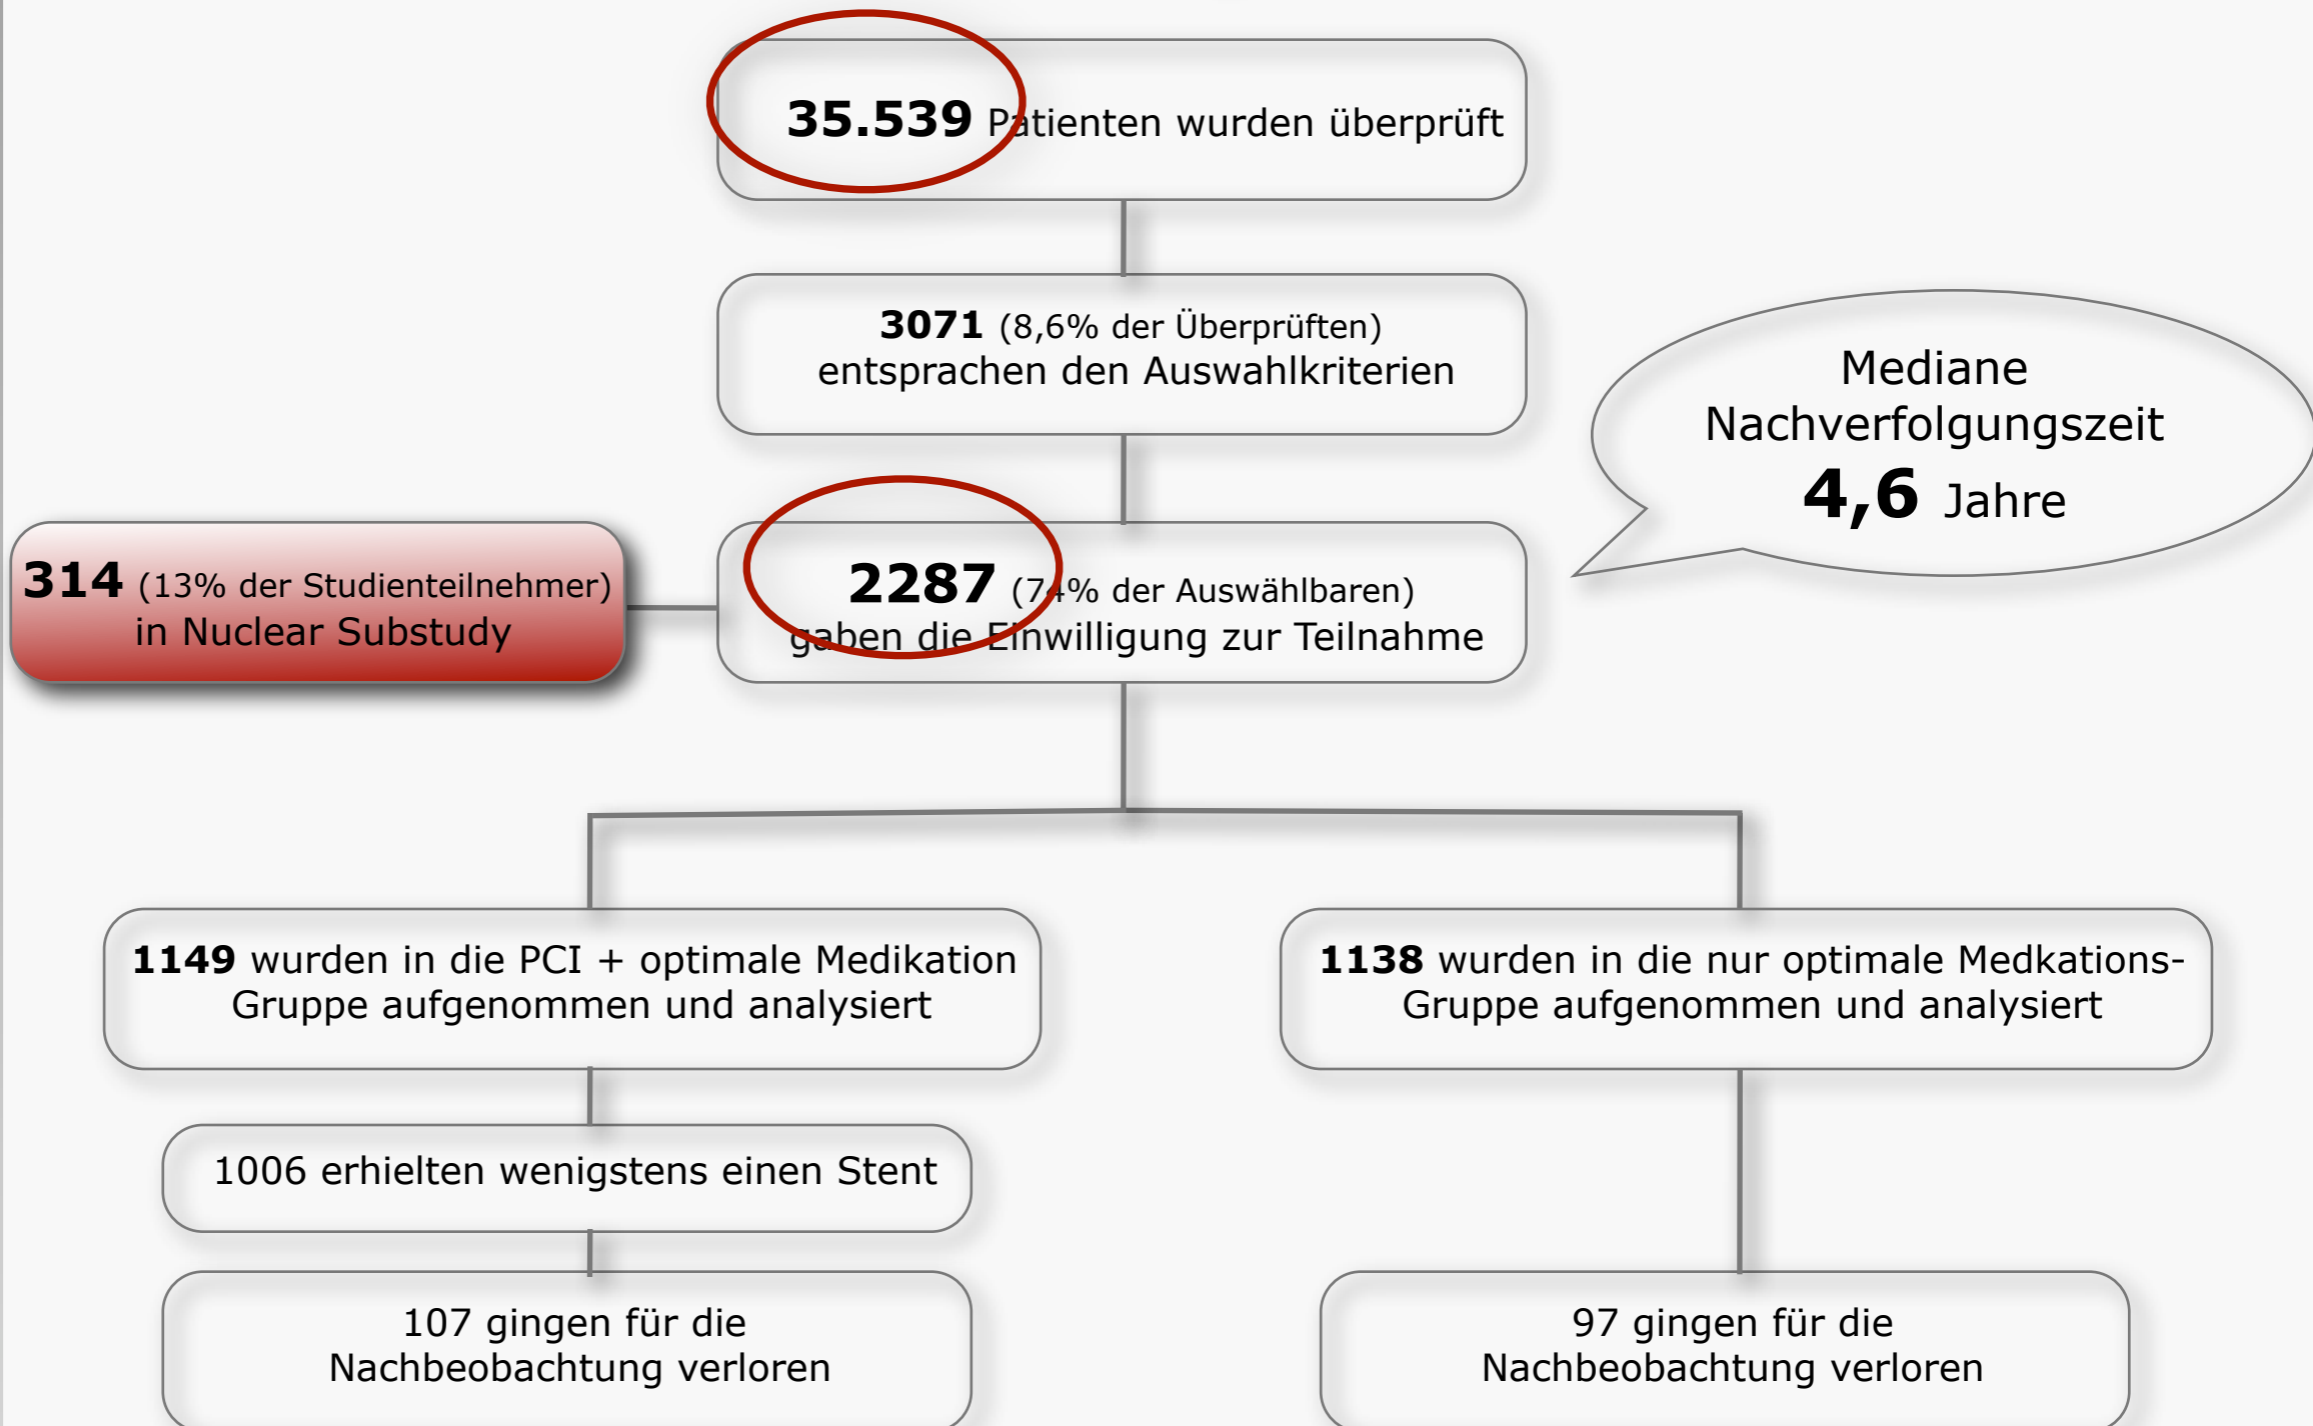 35.539 Patienten wurden überprüft
3071 (8,6% der Überprüften)
entsprachen den Auswahlkriterien
Mediane
Nachverfolgungszeit
4,6 Jahre
314 (13% der Studienteilnehmer)
in Nuclear Substudy
2287 (74% der Auswählbaren)
gaben die Einwilligung zur Teilnahme
1149 wurden in die PCI + optimale Medikation
Gruppe aufgenommen und analysiert
1138 wurden in die nur optimale Medkations-
Gruppe aufgenommen und analysiert
1006 erhielten wenigstens einen Stent
107 gingen für die
Nachbeobachtung verloren
97 gingen für die
Nachbeobachtung verloren